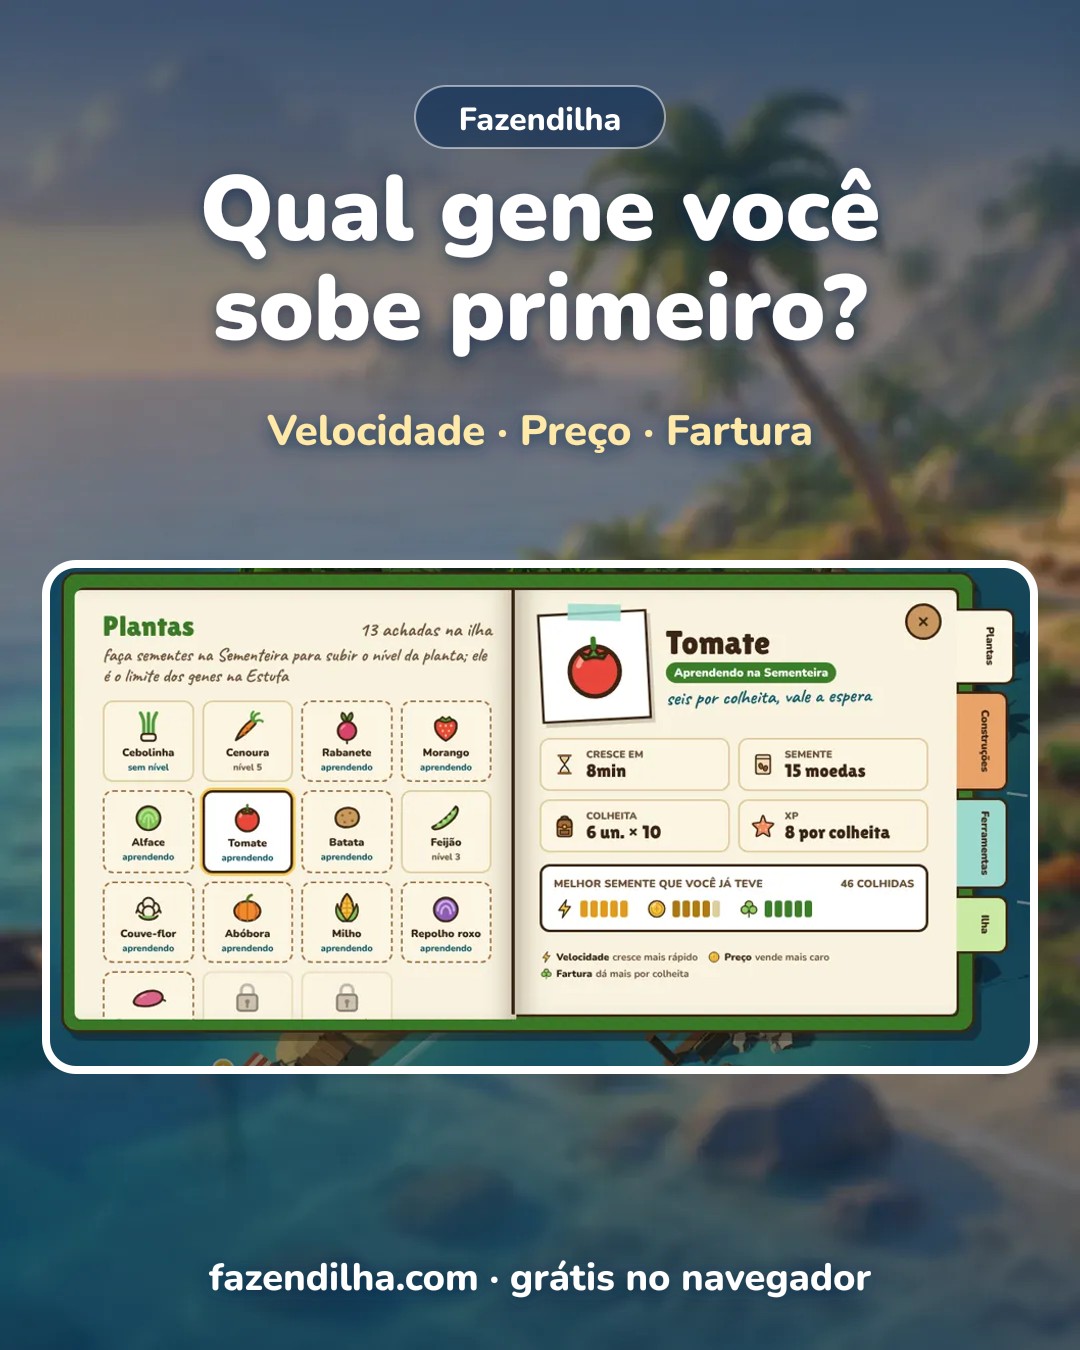 Fazendilha
Qual gene você
sobe primeiro?
Velocidade · Preço · Fartura
Plantas
13 achadas na ilha
faça sementes na Sementeira para subir o nível da planta; ele
é o limite dos genes na Estufa
Cebolinha
sem nível
Cenoura
nível 5
Rabanete
aprendendo
Morango
aprendendo
Alface
aprendendo
Tomate
aprendendo
Batata
aprendendo
Feijão
nível 3
Couve-flor
aprendendo
Abóbora
aprendendo
Milho
aprendendo
Repolho roxo
aprendendo
Tomate
Aprendendo na Sementeira
seis por colheita, vale a espera
CRESCE EM
8min
SEMENTE
15 moedas
COLHEITA
6 un. × 10
XP
8 por colheita
MELHOR SEMENTE QUE VOCÊ JÁ TEVE
46 COLHIDAS
Velocidade cresce mais rápido
Preço vende mais caro
Fartura dá mais por colheita
Plantas
Construções
Ferramentas
Ilha
fazendilha.com · grátis no navegador